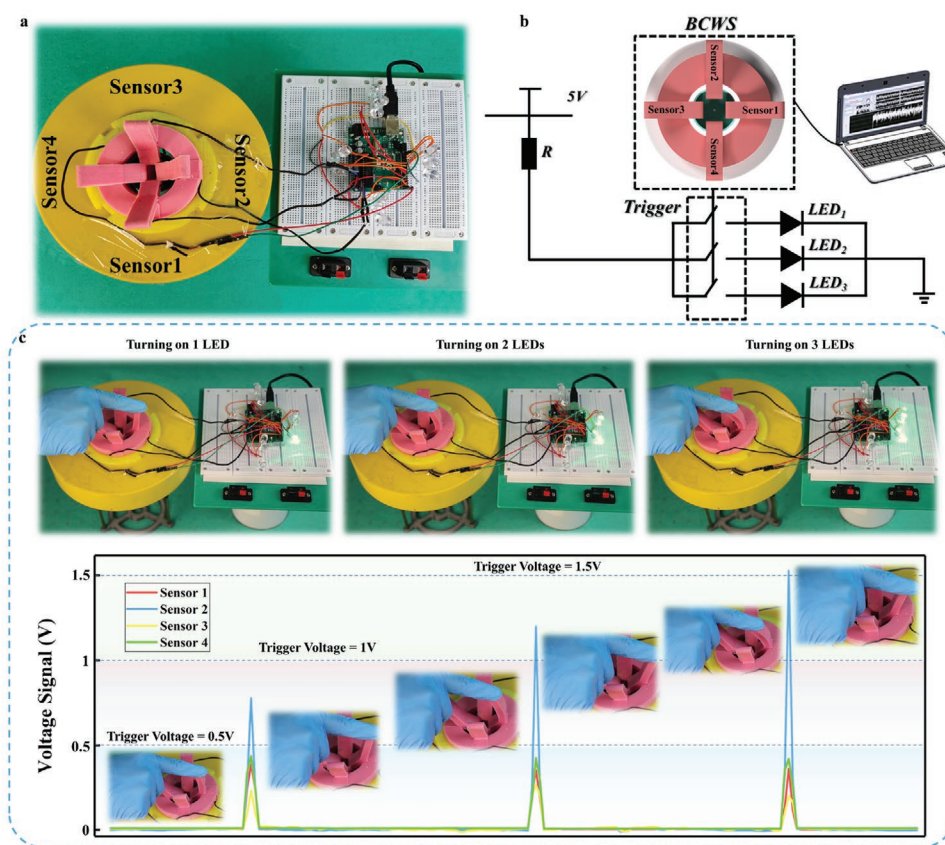 a
Sensor3
Sensor4
Sensor2
Sensor1
b
BCWS
5V
R
Sensor2
Sensor3
Sensor1
Sensor4
Trigger
LED1
LED2
LED3
c
Turning on 1 LED
Turning on 2 LEDs
Turning on 3 LEDs
Voltage Signal (V)
1.5
1
0.5
0
Sensor 1
Sensor 2
Sensor 3
Sensor 4
Trigger Voltage = 0.5V
Trigger Voltage = 1V
Trigger Voltage = 1.5V